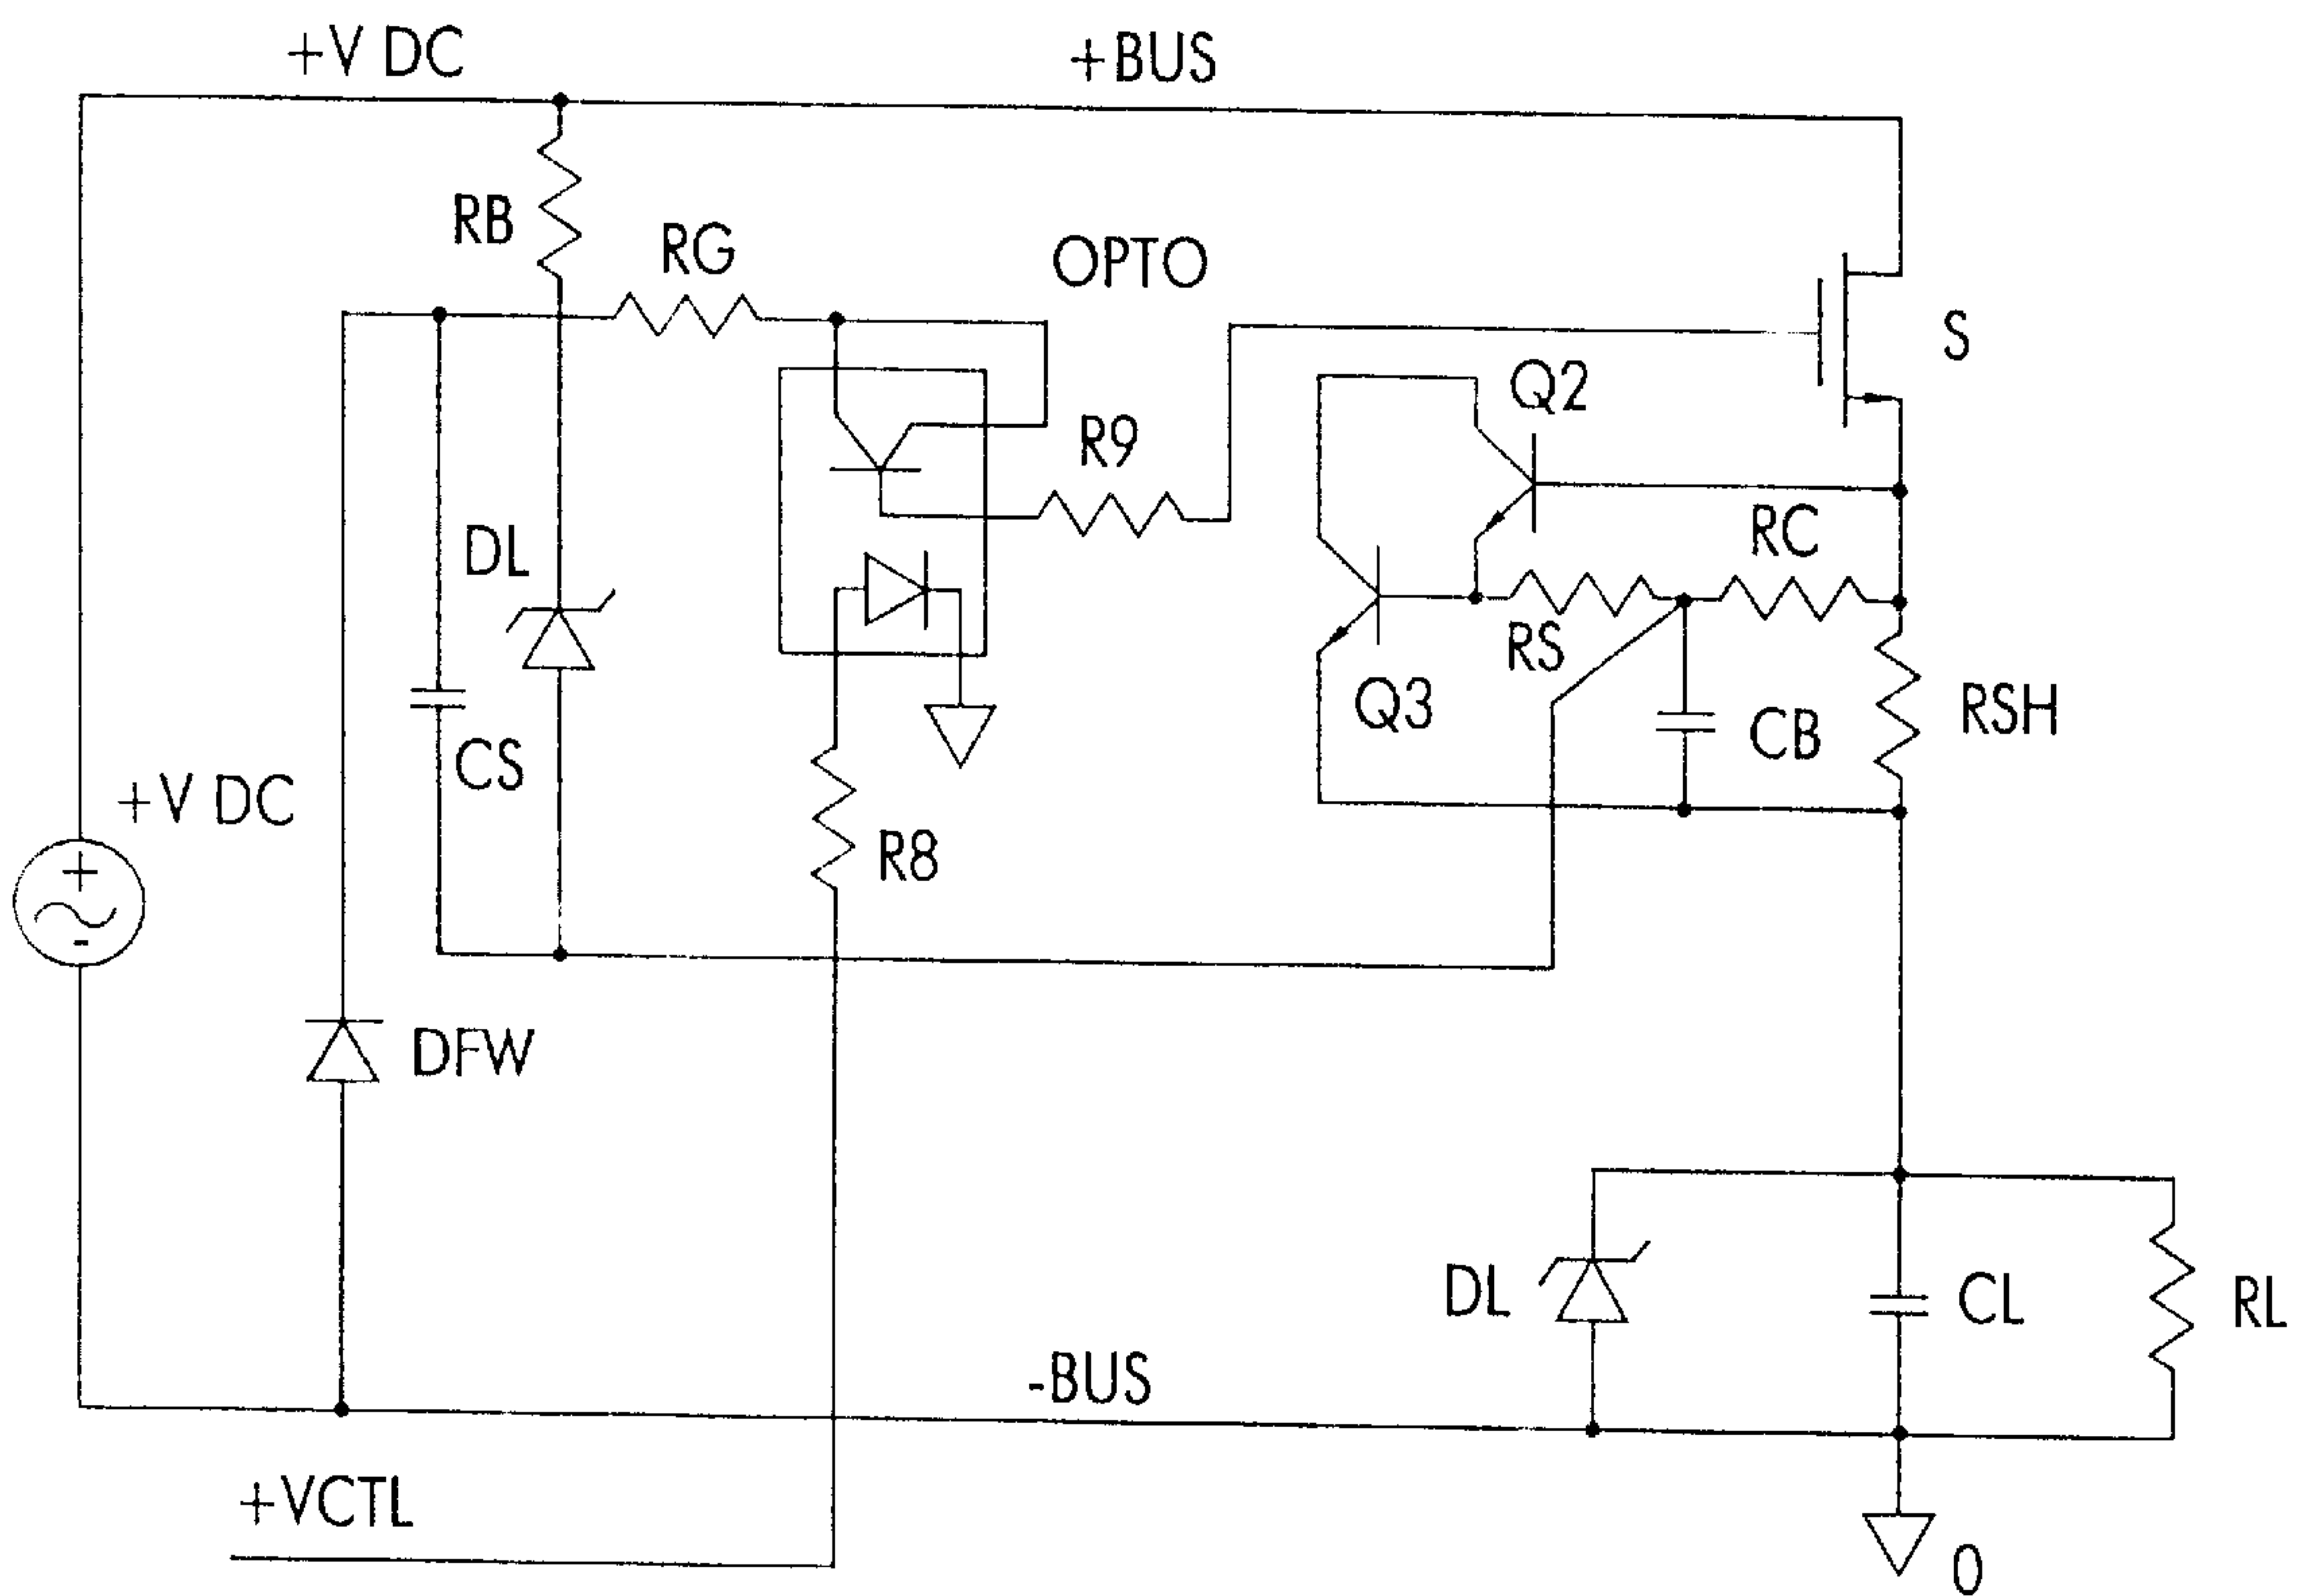 +V DC
+BUS
RB
RG
OPTO
S
Q2
R9
RC
DL
RS
Q3
RSH
CB
CS
+V DC
+
-
R8
DFW
DL
CL
RL
-BUS
+VCTL
0